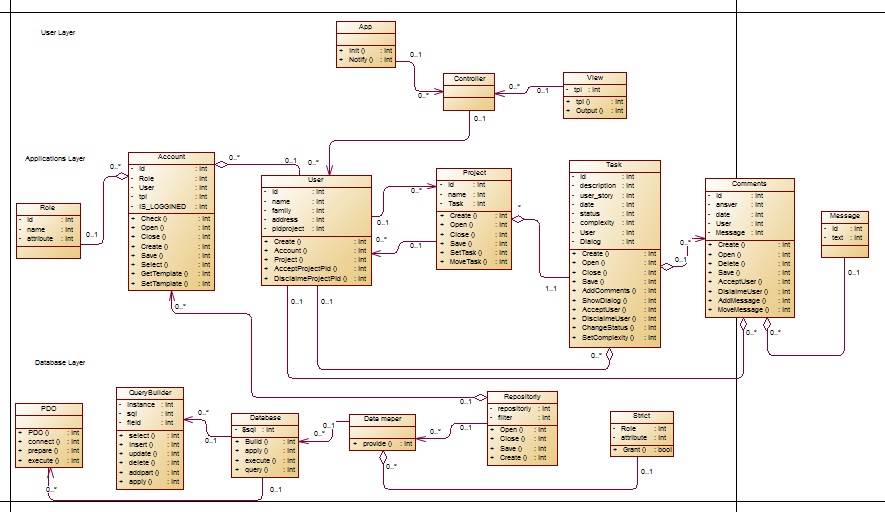 User Layer
App
+ Init () : int
+ Notify () : int
0..1
0..*
Controller
0..1
0..*
0..1
View
- tpl : int
+ tpl () : int
+ Output () : int
Applications Layer
Account
- id : int
- Role : int
- User : int
- tpl : int
- IS_LOGGINED : int
+ Check () : int
+ Open () : int
+ Close () : int
+ Create () : int
+ Save () : int
+ Select () : int
+ GetTemplate () : int
+ SetTamplate () : int
0..*
0..*
0..1
0..*
0..1
0..*
Role
- id : int
- name : int
- attribute : int
User
- id : int
- name : int
- family : int
- address : int
- pidproject : int
+ Create () : int
+ Account () : int
+ Project () : int
+ AcceptProjectPid () : int
+ DisclaimeProjectPid () : int
0..*
0..1
0..*
0..1
0..1
0..1
Project
- id : int
- name : int
- Task : int
+ Create () : int
+ Open () : int
+ Close () : int
+ Save () : int
+ SetTask () : int
+ MoveTask () : int
*
1..1
Task
- id : int
- description : int
- user_story : int
- date : int
- status : int
- complexity : int
- User : int
- Dialog : int
+ Create () : int
+ Open () : int
+ Close () : int
+ Save () : int
+ AddComments () : int
+ ShowDialog () : int
+ AcceptUser () : int
+ DisclaimeUser () : int
+ ChangeStatus () : int
+ SetComplexity () : int
0..*
0..1
0..*
Comments
- id : int
- answer : int
- date : int
- User : int
- Message : int
+ Create () : int
+ Open () : int
+ Delete () : int
+ Save () : int
+ AcceptUser () : int
+ DislaimeUser () : int
+ AddMessage () : int
+ MoveMessage () : int
0..*
0..*
Message
- id : int
- text : int
0..1
Database Layer
PDO
+ PDO () : int
+ connect () : int
+ prepare () : int
+ execute () : int
0..*
QueryBuilder
- instance : int
- sql : int
- field : int
+ select () : int
+ insert () : int
+ update () : int
+ delete () : int
+ addpart () : int
+ apply () : int
0..*
0..1
Database
- $sql : int
+ Build () : int
+ apply () : int
+ execute () : int
+ query () : int
0..1
0..*
0..1
Data maper
+ provide () : int
0..*
0..*
0..1
0..1
Repositoriy
- repositoriy : int
- filter : int
+ Open () : int
+ Close () : int
+ Save () : int
+ Create () : int
Strict
- Role : int
- attribute : int
+ Grant () : bool
0..1